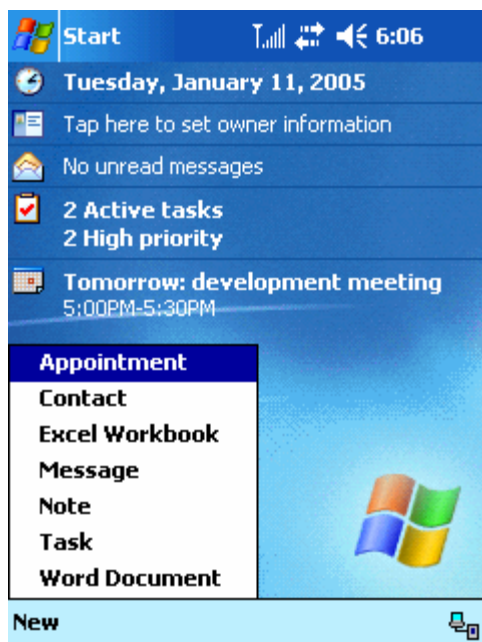 Start 6:06
Tuesday, January 11, 2005
Tap here to set owner information
No unread messages
2 Active tasks
2 High priority
Tomorrow: development meeting
5:00PM-5:30PM
Appointment
Contact
Excel Workbook
Message
Note
Task
Word Document
New